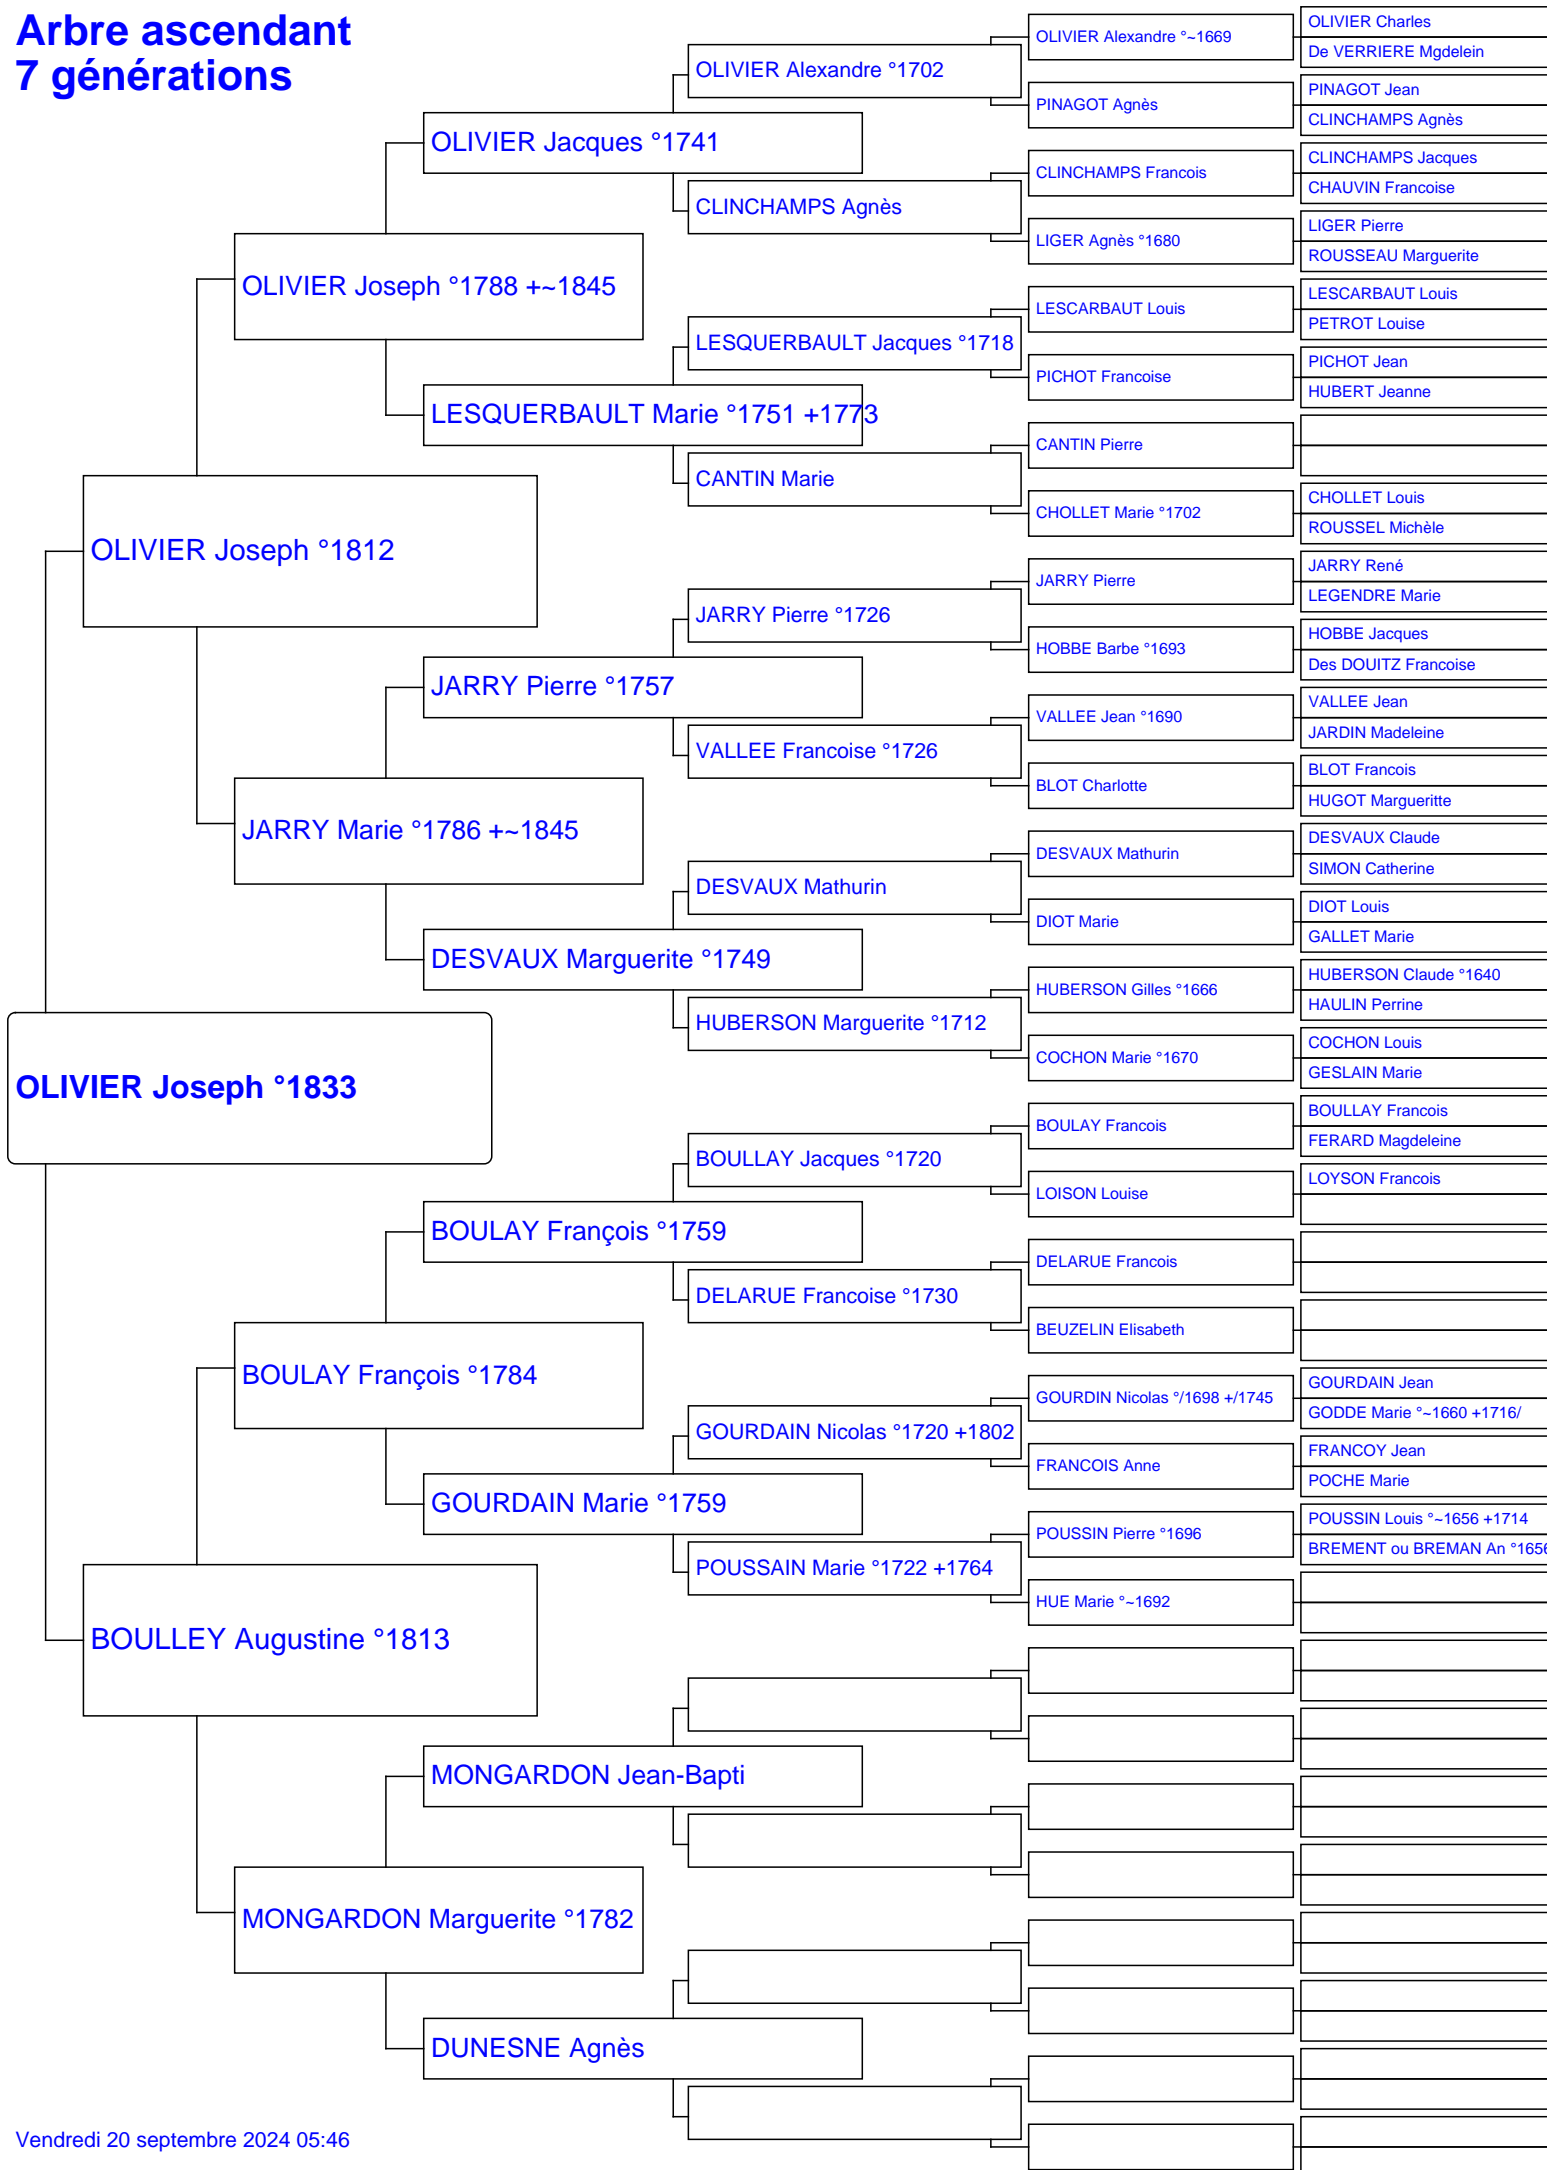 Arbre ascendant
7 générations
OLIVIER Joseph °1833
OLIVIER Joseph °1812
BOULLEY Augustine °1813
OLIVIER Joseph °1788 +~1845
JARRY Marie °1786 +~1845
BOULAY François °1784
MONGARDON Marguerite °1782
OLIVIER Jacques °1741
LESQUERBAULT Marie °1751 +1773
JARRY Pierre °1757
DESVAUX Marguerite °1749
BOULAY François °1759
GOURDAIN Marie °1759
MONGARDON Jean-Bapti
DUNESNE Agnès
OLIVIER Alexandre °1702
CLINCHAMPS Agnès
LESQUERBAULT Jacques °1718
CANTIN Marie
JARRY Pierre °1726
VALLEE Francoise °1726
DESVAUX Mathurin
HUBERSON Marguerite °1712
BOULLAY Jacques °1720
DELARUE Francoise °1730
GOURDAIN Nicolas °1720 +1802
POUSSAIN Marie °1722 +1764
OLIVIER Alexandre °~1669
PINAGOT Agnès
CLINCHAMPS Francois
LIGER Agnès °1680
LESCARBAUT Louis
PICHOT Francoise
CANTIN Pierre
CHOLLET Marie °1702
JARRY Pierre
HOBBE Barbe °1693
VALLEE Jean °1690
BLOT Charlotte
DESVAUX Mathurin
DIOT Marie
HUBERSON Gilles °1666
COCHON Marie °1670
BOULAY Francois
LOISON Louise
DELARUE Francois
BEUZELIN Elisabeth
GOURDIN Nicolas °/1698 +/1745
FRANCOIS Anne
POUSSIN Pierre °1696
HUE Marie °~1692
OLIVIER Charles
De VERRIERE Mgdelein
PINAGOT Jean
CLINCHAMPS Agnès
CLINCHAMPS Jacques
CHAUVIN Francoise
LIGER Pierre
ROUSSEAU Marguerite
LESCARBAUT Louis
PETROT Louise
PICHOT Jean
HUBERT Jeanne
CHOLLET Louis
ROUSSEL Michèle
JARRY René
LEGENDRE Marie
HOBBE Jacques
Des DOUITZ Francoise
VALLEE Jean
JARDIN Madeleine
BLOT Francois
HUGOT Margueritte
DESVAUX Claude
SIMON Catherine
DIOT Louis
GALLET Marie
HUBERSON Claude °1640
HAULIN Perrine
COCHON Louis
GESLAIN Marie
BOULLAY Francois
FERARD Magdeleine
LOYSON Francois
GOURDAIN Jean
GODDE Marie °~1660 +1716/
FRANCOY Jean
POCHE Marie
POUSSIN Louis °~1656 +1714
BREMENT ou BREMAN An °1656
Vendredi 20 septembre 2024 05:46